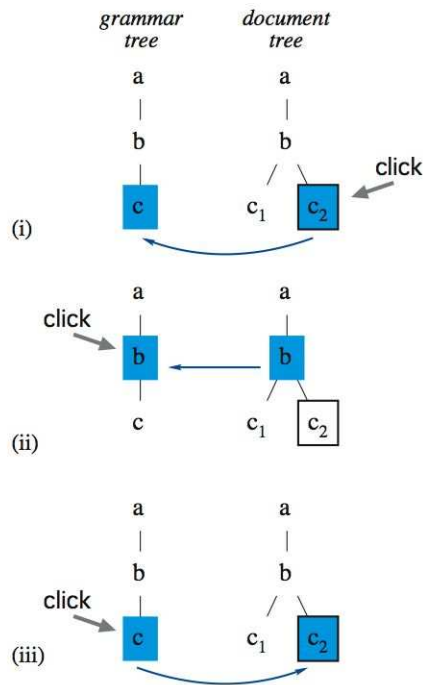 grammar tree document tree
a a
b b
click
c c₁ c₂
(i)
a a
click
b b
c c₁ c₂
(ii)
a a
b b
click
c c₁ c₂
(iii)